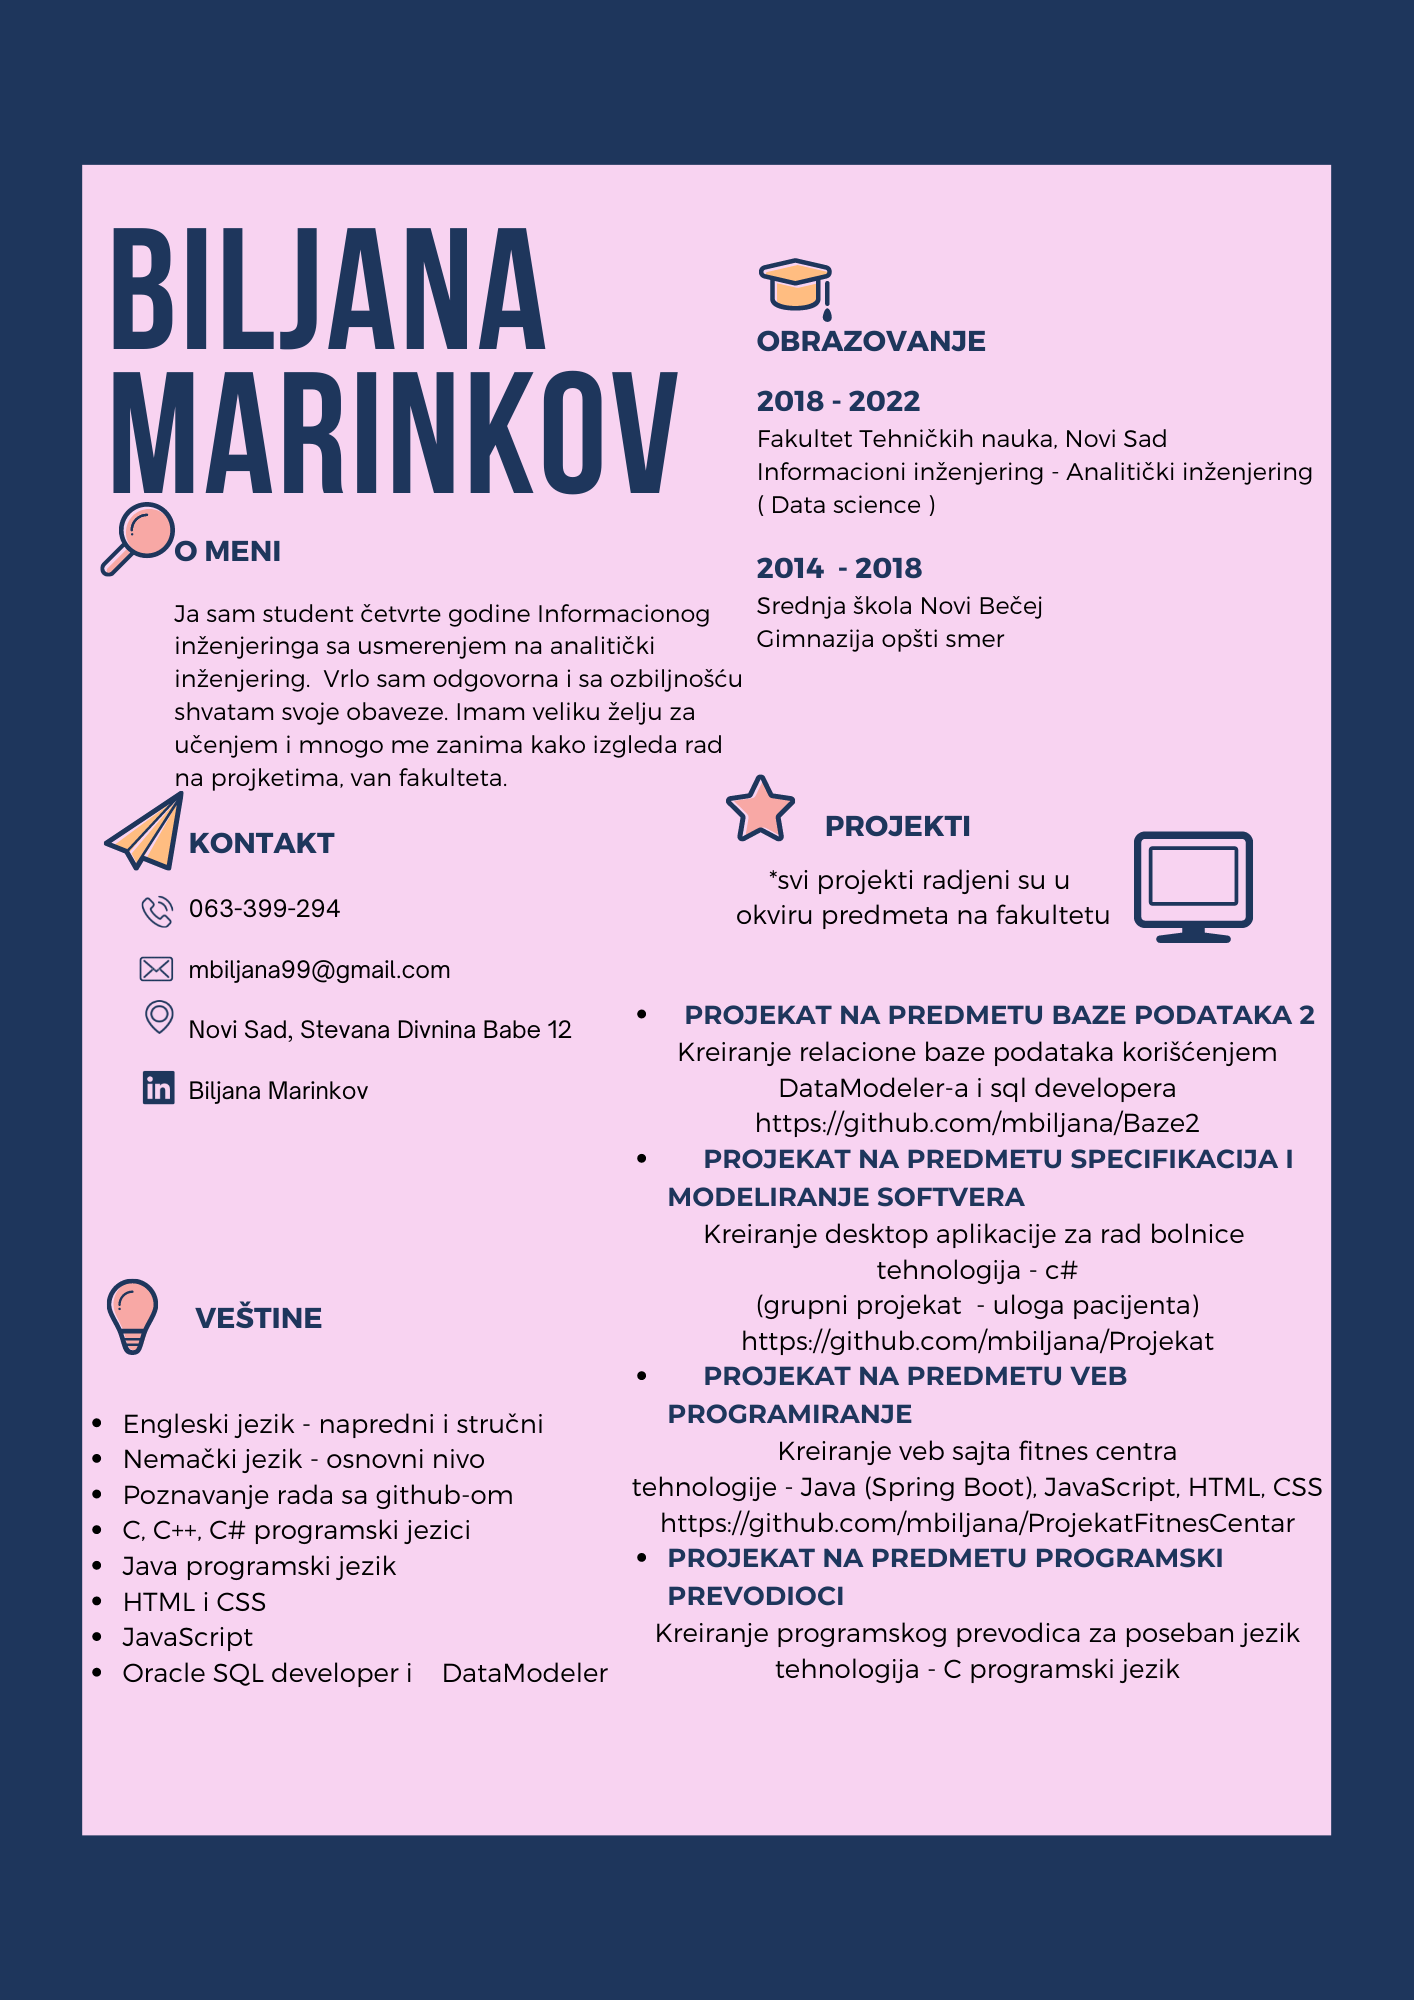 BILJANA
MARINKOV
O MENI
Ja sam student četvrte godine Informacionog
inženjeringa sa usmerenjem na analitički
inženjering.  Vrlo sam odgovorna i sa ozbiljnošću
shvatam svoje obaveze. Imam veliku želju za
učenjem i mnogo me zanima kako izgleda rad
na projketima, van fakulteta.
KONTAKT
063-399-294
mbiljana99@gmail.com
Novi Sad, Stevana Divnina Babe 12
in Biljana Marinkov
VEŠTINE
• Engleski jezik - napredni i stručni
• Nemački jezik - osnovni nivo
• Poznavanje rada sa github-om
• C, C++, C# programski jezici
• Java programski jezik
• HTML i CSS
• JavaScript
• Oracle SQL developer i    DataModeler
OBRAZOVANJE
2018 - 2022
Fakultet Tehničkih nauka, Novi Sad
Informacioni inženjering - Analitički inženjering
( Data science )
2014  - 2018
Srednja škola Novi Bečej
Gimnazija opšti smer
PROJEKTI
*svi projekti radjeni su u
okviru predmeta na fakultetu
• PROJEKAT NA PREDMETU BAZE PODATAKA 2
Kreiranje relacione baze podataka korišćenjem
DataModeler-a i sql developera
https://github.com/mbiljana/Baze2
• PROJEKAT NA PREDMETU SPECIFIKACIJA I
MODELIRANJE SOFTVERA
Kreiranje desktop aplikacije za rad bolnice
tehnologija - c#
(grupni projekat  - uloga pacijenta)
https://github.com/mbiljana/Projekat
• PROJEKAT NA PREDMETU VEB
PROGRAMIRANJE
Kreiranje veb sajta fitnes centra
tehnologije - Java (Spring Boot), JavaScript, HTML, CSS
https://github.com/mbiljana/ProjekatFitnesCentar
• PROJEKAT NA PREDMETU PROGRAMSKI
PREVODIOCI
Kreiranje programskog prevodica za poseban jezik
tehnologija - C programski jezik